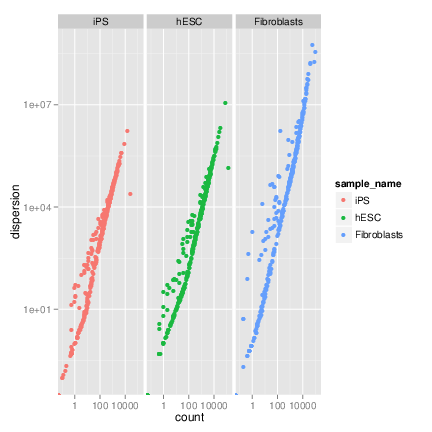 iPS hESC Fibroblasts
1e+07
1e+04
1e+01
dispersion
1 100 10000 1 100 10000 1 100 10000
count
sample_name
iPS
hESC
Fibroblasts